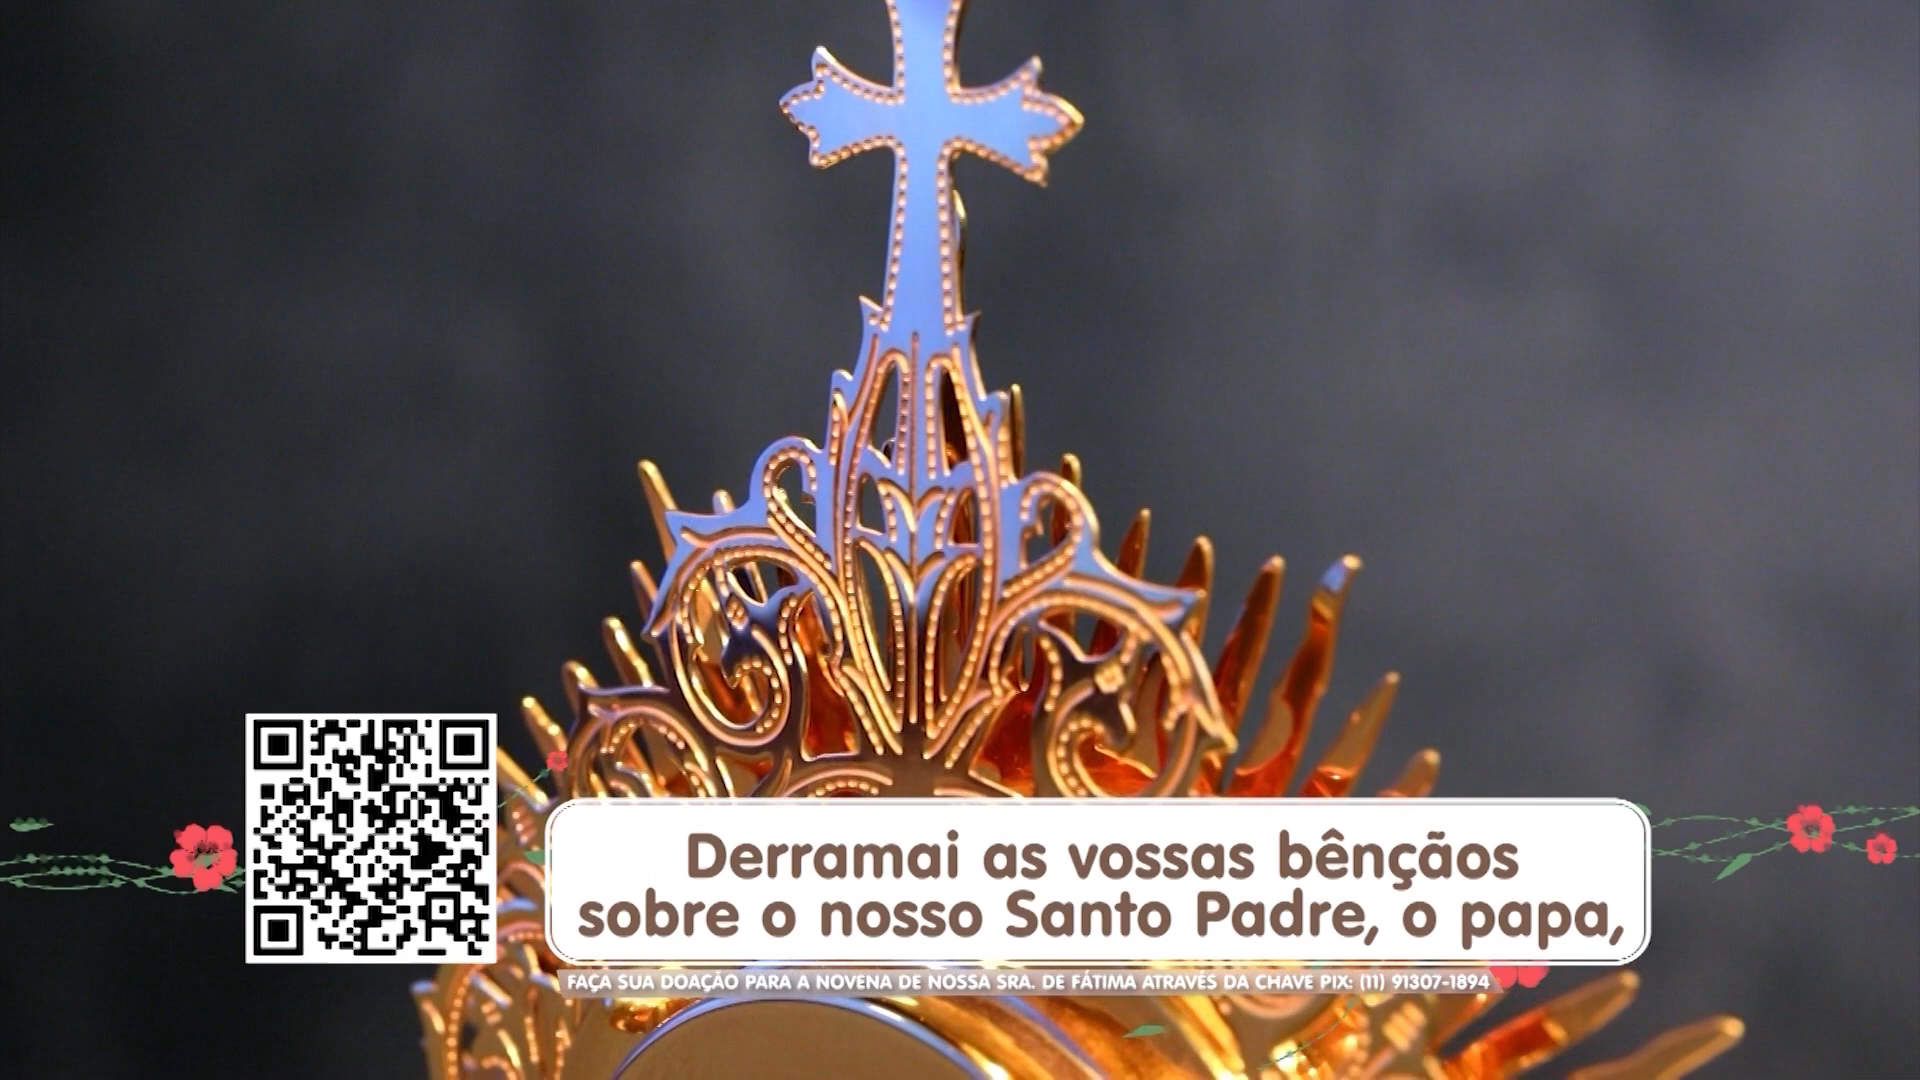 Derramai as vossas bênçãos
sobre o nosso Santo Padre, o papa,
FAÇA SUA DOAÇÃO PARA A NOVENA DE NOSSA SRA. DE FÁTIMA ATRAVÉS DA CHAVE PIX: (11) 91307-1894